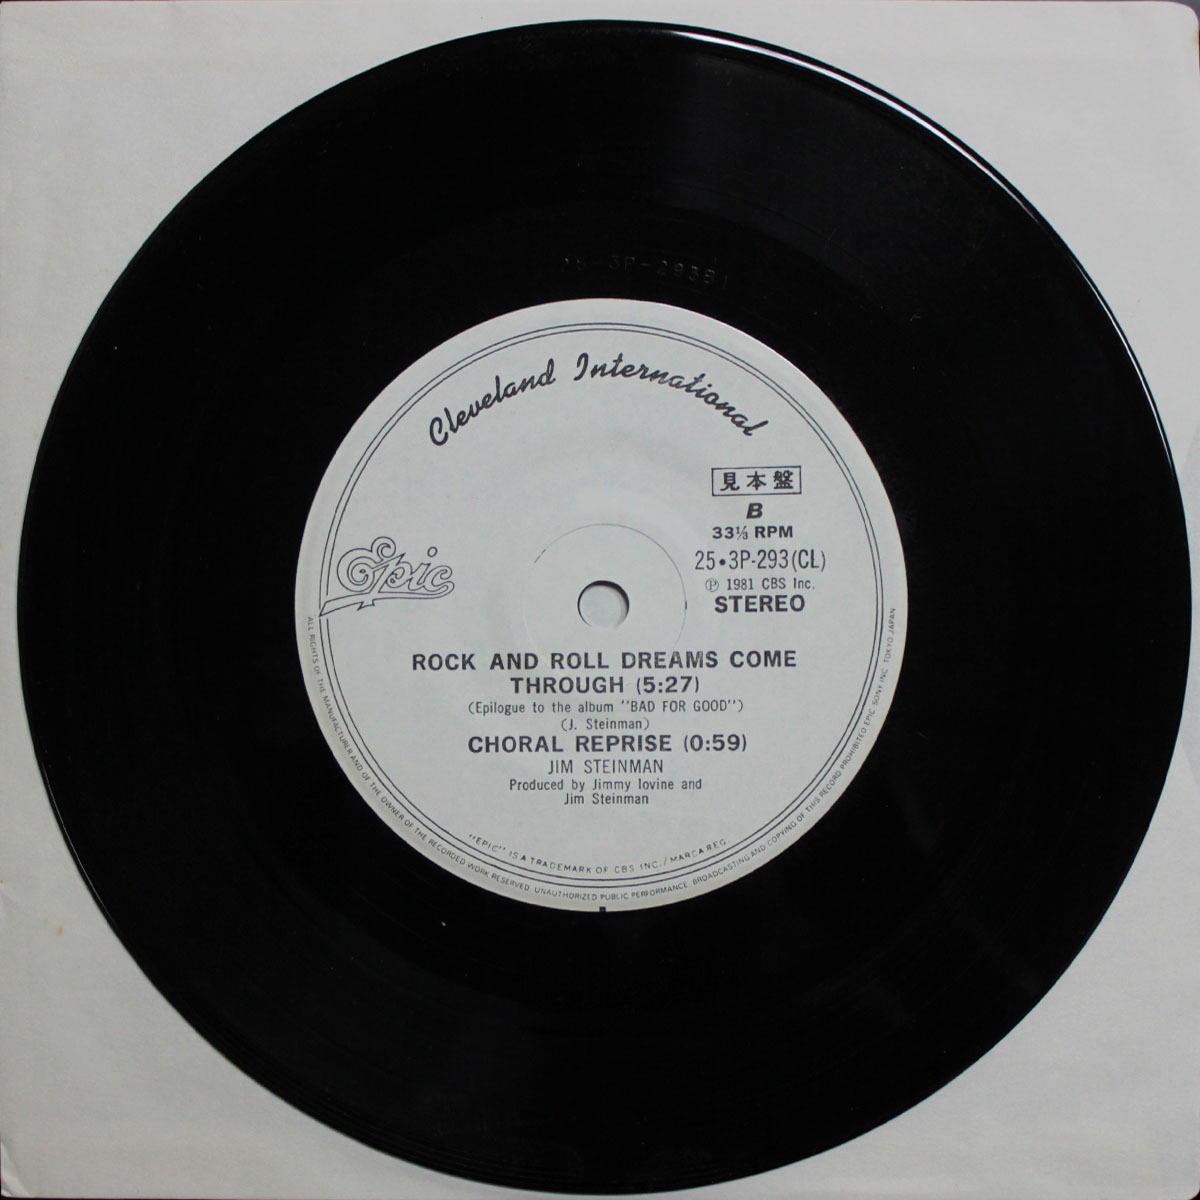 25-3P-293B1
Cleveland International
見本盤
B
33⅓ RPM
Epic
25・3P-293(CL)
Ⓟ 1981 CBS Inc.
STEREO
ROCK AND ROLL DREAMS COME
THROUGH (5:27)
(Epilogue to the album "BAD FOR GOOD")
(J. Steinman)
CHORAL REPRISE (0:59)
JIM STEINMAN
Produced by Jimmy Iovine and
Jim Steinman
"EPIC" IS A TRADEMARK OF CBS INC./MARCA REG.
ALL RIGHTS OF THE MANUFACTURER AND OF THE OWNER OF THE RECORDED WORK RESERVED. UNAUTHORIZED PUBLIC PERFORMANCE. BROADCASTING AND COPYING OF THIS RECORD PROHIBITED EPIC SONY INC. TOKYO JAPAN